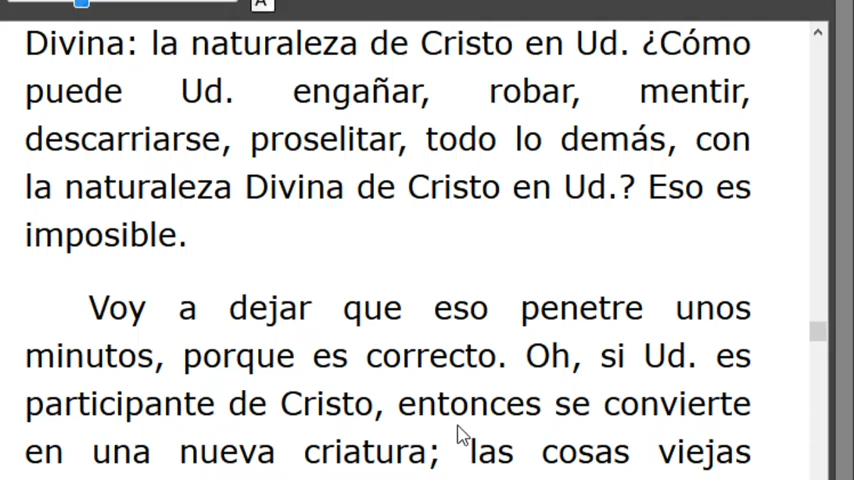 A
Divina: la naturaleza de Cristo en Ud. ¿Cómo
puede Ud. engañar, robar, mentir,
descarriarse, proselitar, todo lo demás, con
la naturaleza Divina de Cristo en Ud.? Eso es
imposible.
Voy a dejar que eso penetre unos
minutos, porque es correcto. Oh, si Ud. es
participante de Cristo, entonces se convierte
en una nueva criatura; las cosas viejas